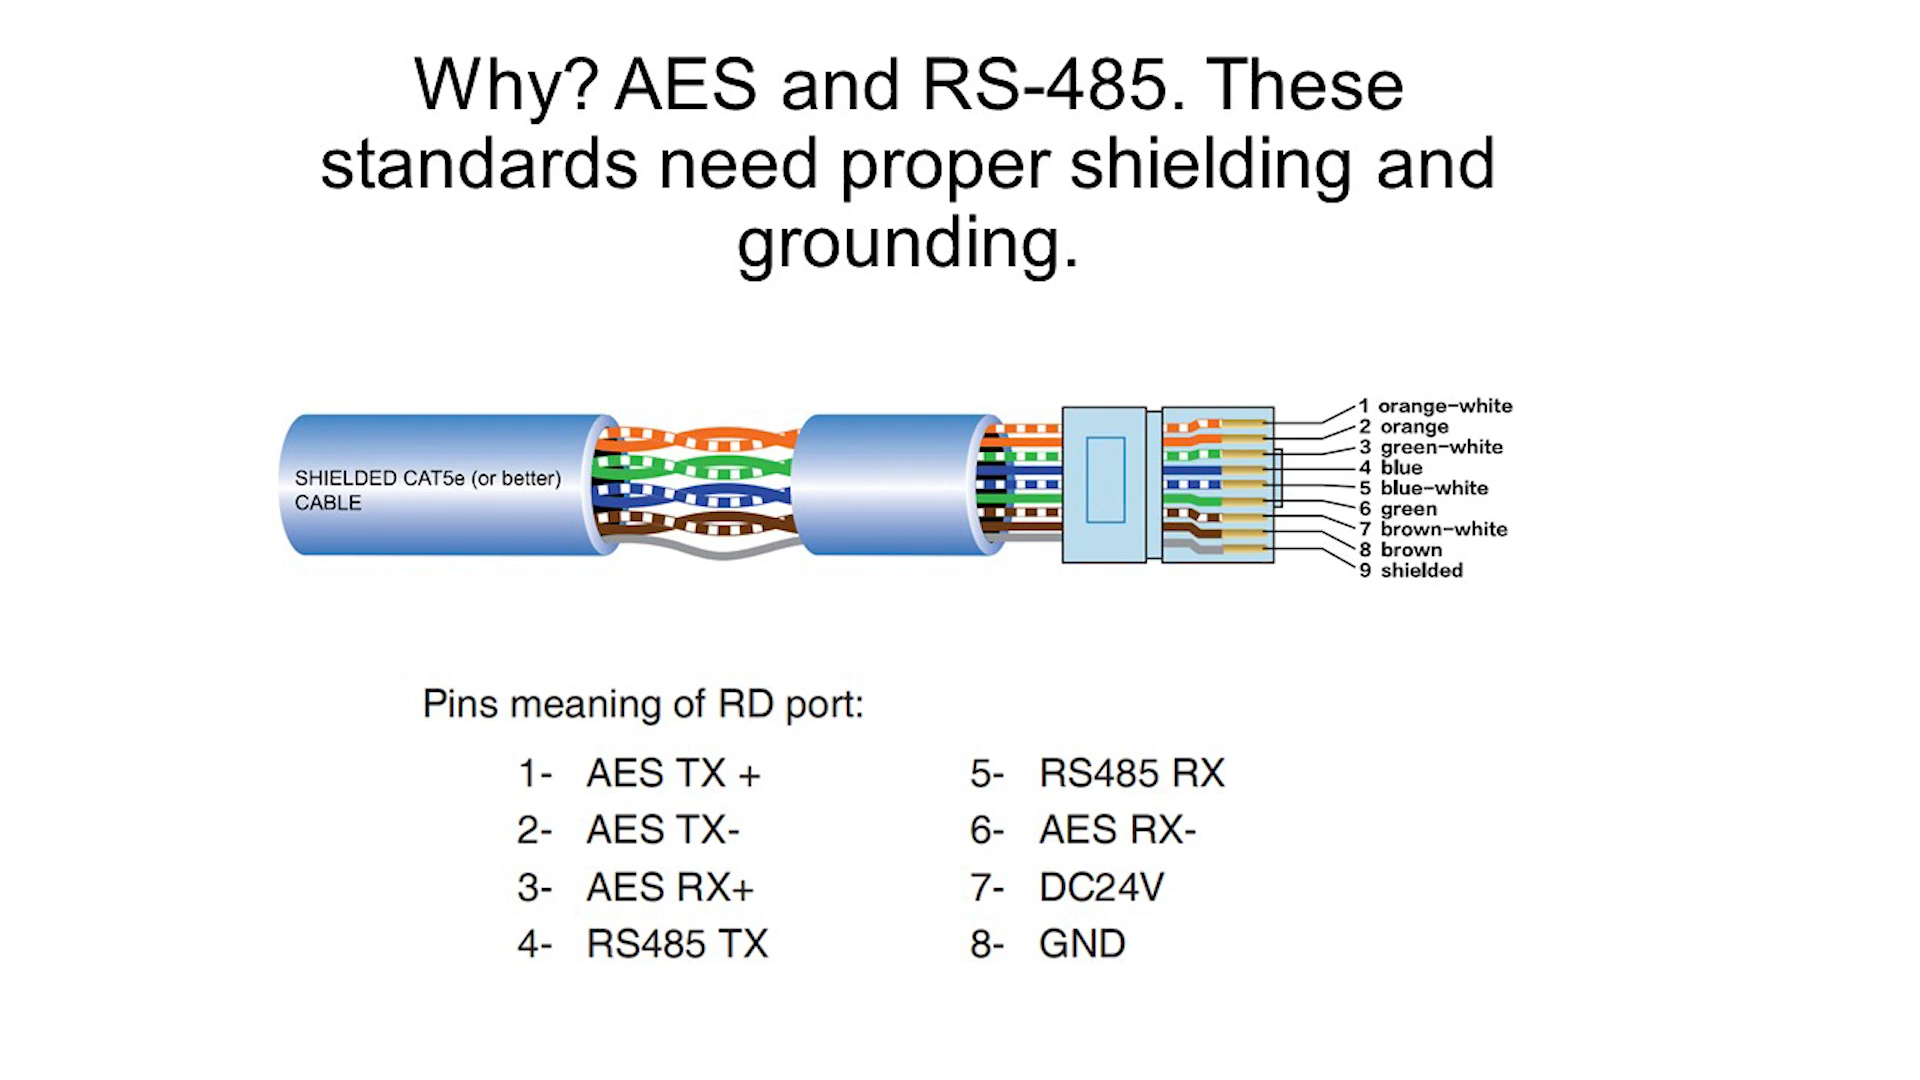 Why? AES and RS-485. These
standards need proper shielding and
grounding.
SHIELDED CAT5e (or better)
CABLE
1 orange-white
2 orange
3 green-white
4 blue
5 blue-white
6 green
7 brown-white
8 brown
9 shielded
Pins meaning of RD port:
1- AES TX +
2- AES TX-
3- AES RX+
4- RS485 TX
5- RS485 RX
6- AES RX-
7- DC24V
8- GND